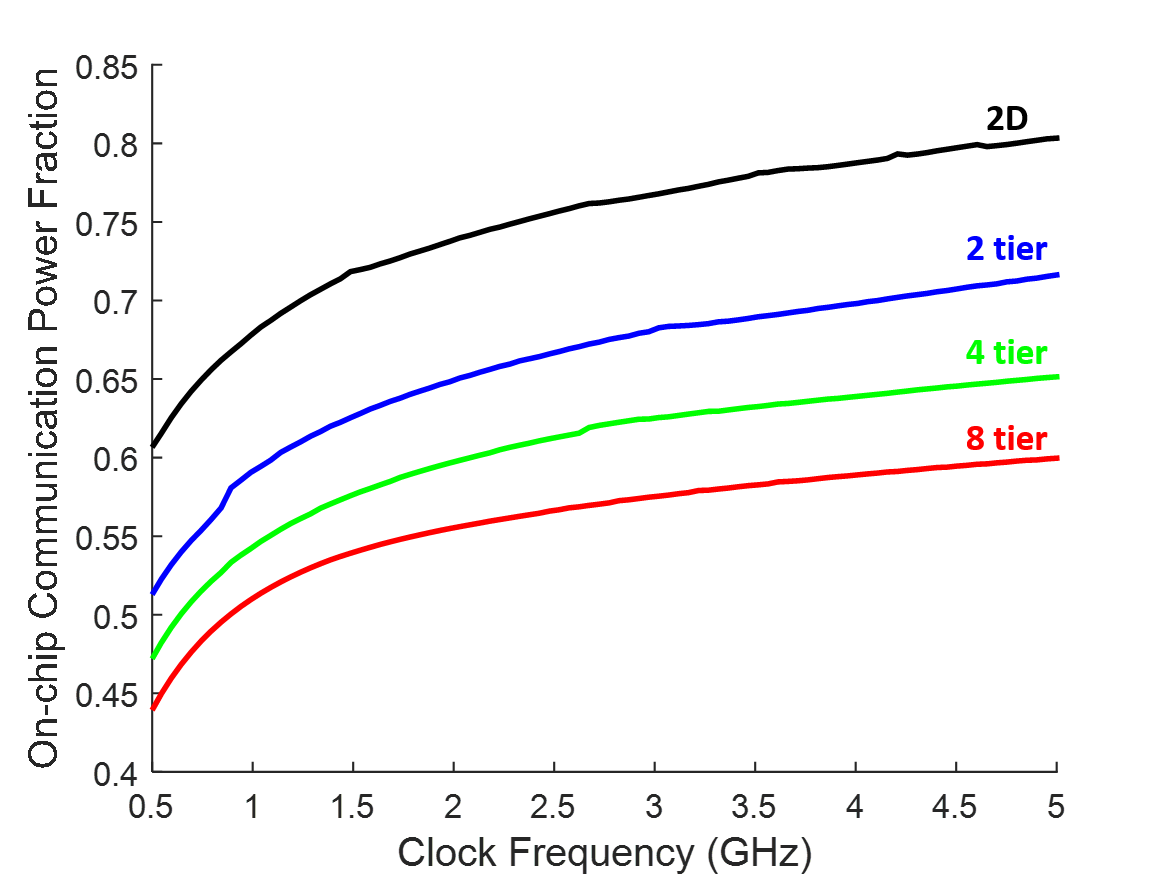 On-chip Communication Power Fraction
0.85
0.8
0.75
0.7
0.65
0.6
0.55
0.5
0.45
0.4
2D
2 tier
4 tier
8 tier
0.5 1 1.5 2 2.5 3 3.5 4 4.5 5
Clock Frequency (GHz)